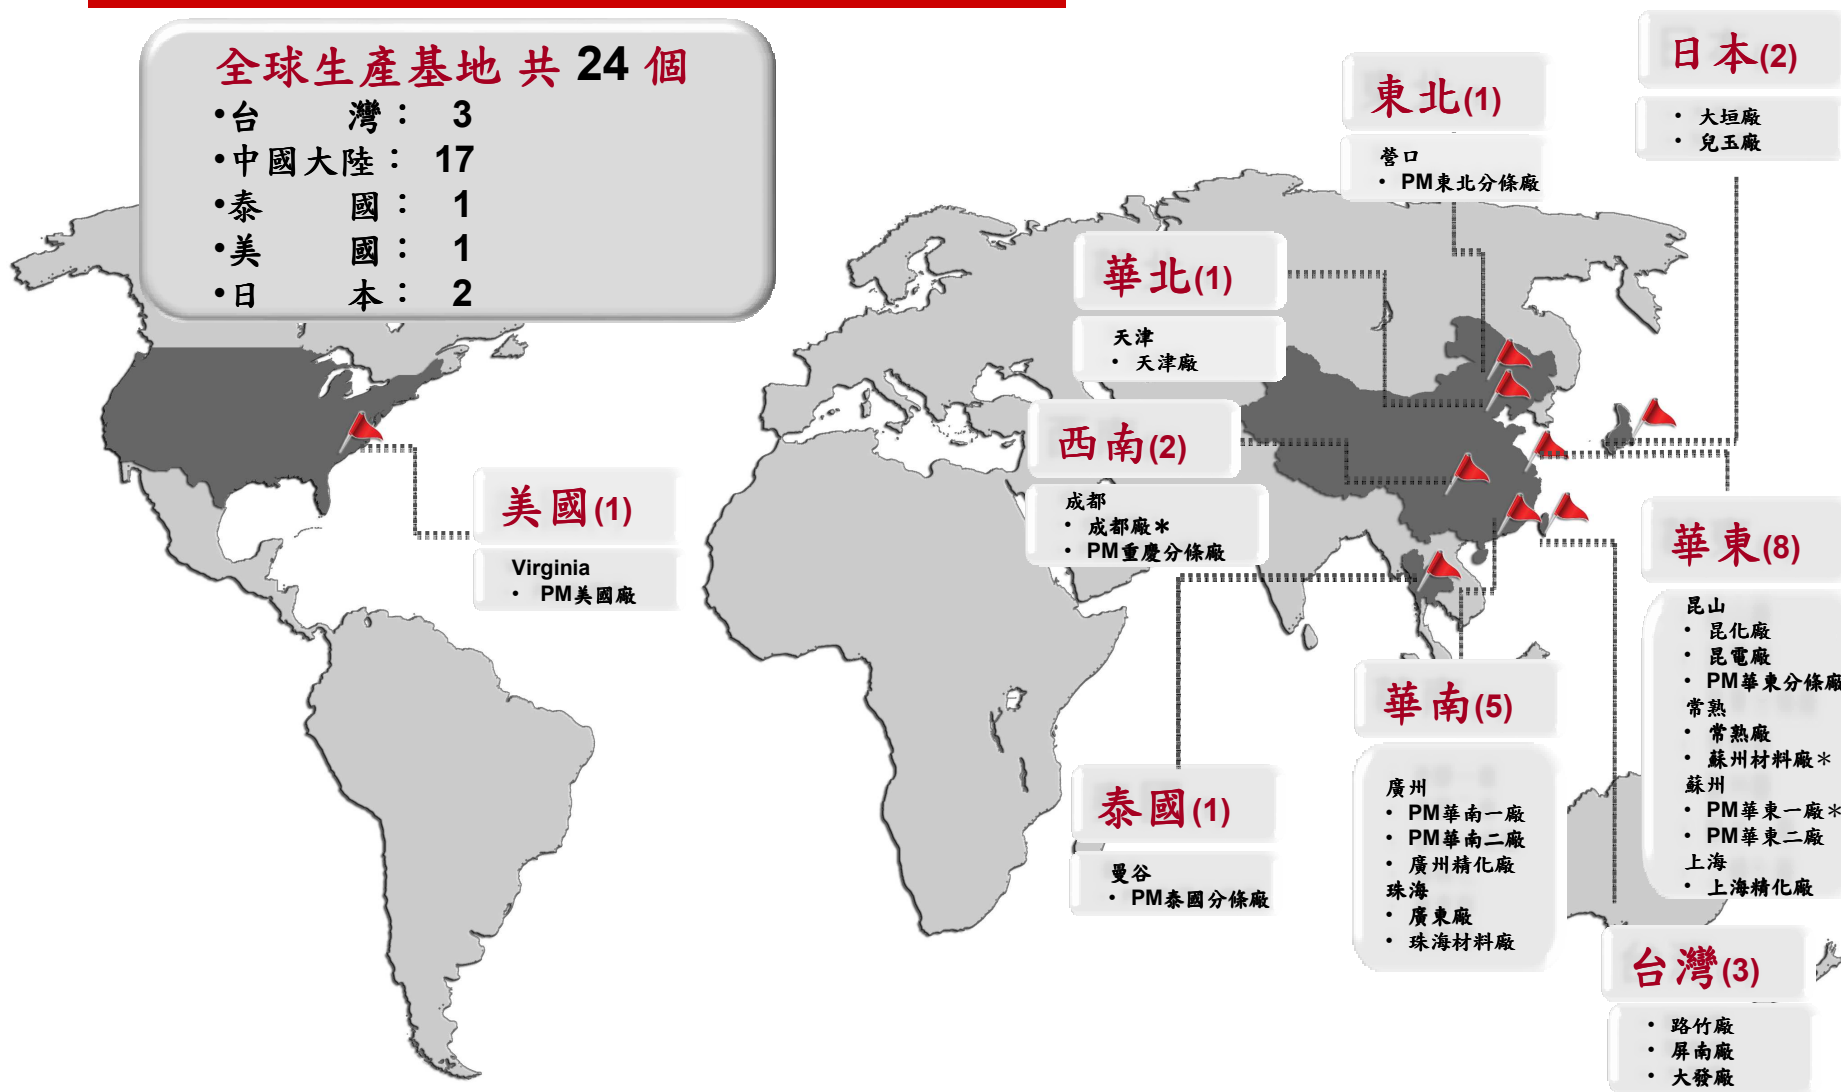 全球生產基地 共 24 個
•台灣： 3
•中國大陸： 17
•泰國： 1
•美國： 1
•日本： 2
日本(2)
• 大垣廠
• 兒玉廠
東北(1)
營口
• PM東北分條廠
華北(1)
天津
• 天津廠
西南(2)
成都
• 成都廠＊
• PM重慶分條廠
美國(1)
Virginia
• PM美國廠
華東(8)
昆山
• 昆化廠
• 昆電廠
• PM華東分條廠
常熟
• 常熟廠
• 蘇州材料廠＊
蘇州
• PM華東一廠＊
• PM華東二廠
上海
• 上海精化廠
華南(5)
廣州
• PM華南一廠
• PM華南二廠
• 廣州精化廠
珠海
• 廣東廠
• 珠海材料廠
泰國(1)
曼谷
• PM泰國分條廠
台灣(3)
• 路竹廠
• 屏南廠
• 大發廠